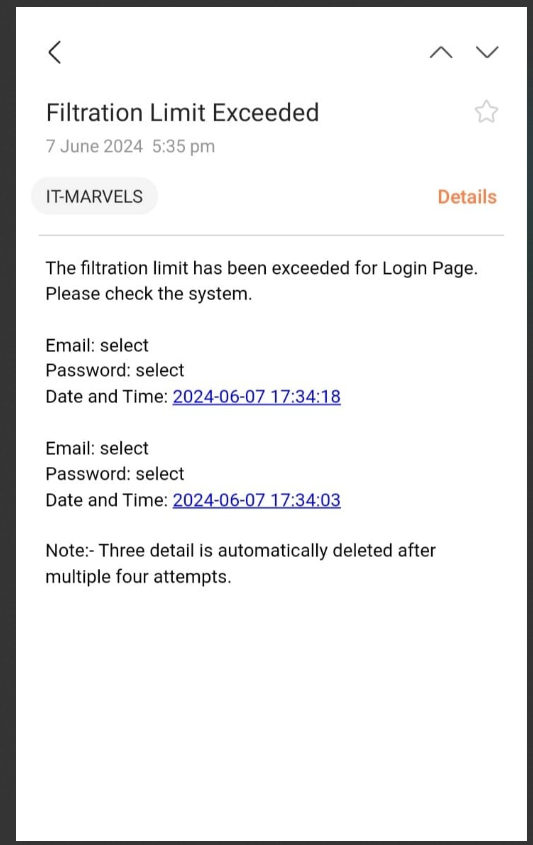 Filtration Limit Exceeded
7 June 2024 5:35 pm
IT-MARVELS
Details
The filtration limit has been exceeded for Login Page.
Please check the system.
Email: select
Password: select
Date and Time: 2024-06-07 17:34:18
Email: select
Password: select
Date and Time: 2024-06-07 17:34:03
Note:- Three detail is automatically deleted after
multiple four attempts.